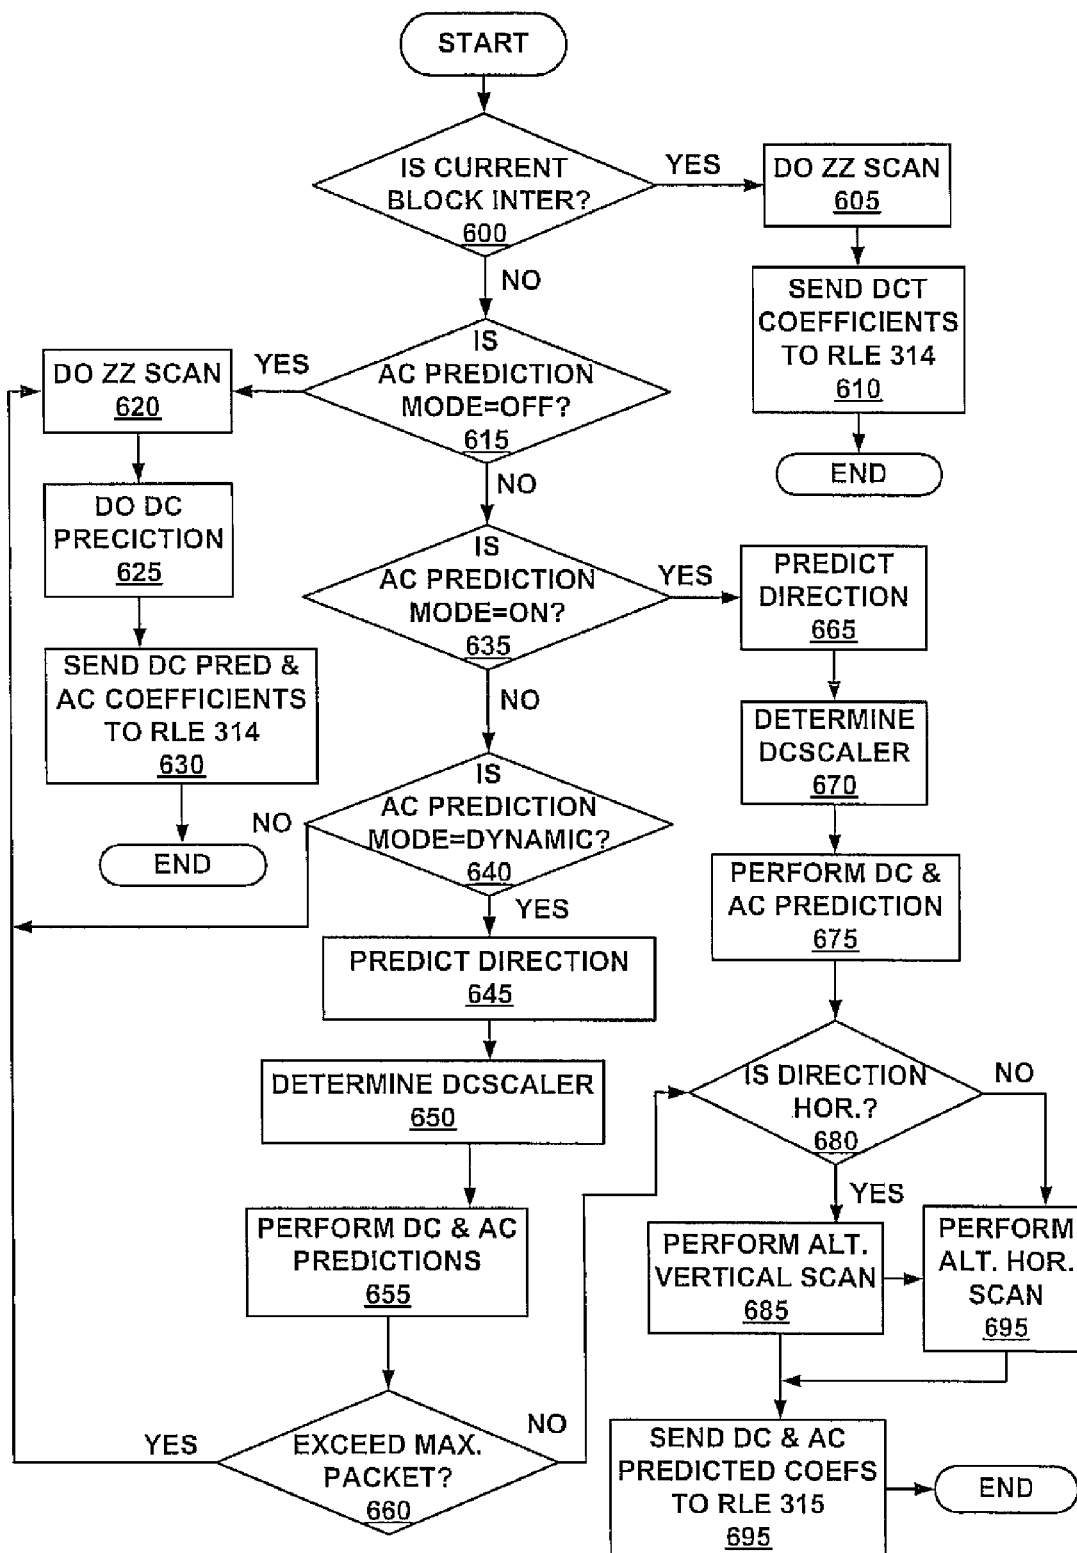 START
IS CURRENT
BLOCK INTER?
600
YES
DO ZZ SCAN
605
NO
SEND DCT
COEFFICIENTS
TO RLE 314
610
END
IS
AC PREDICTION
MODE=OFF?
615
YES
DO ZZ SCAN
620
DO DC
PRECICTION
625
SEND DC PRED &
AC COEFFICIENTS
TO RLE 314
630
END
NO
IS
AC PREDICTION
MODE=ON?
635
YES
PREDICT
DIRECTION
665
NO
DETERMINE
DCSCALER
670
IS
AC PREDICTION
MODE=DYNAMIC?
640
NO
YES
PERFORM DC &
AC PREDICTION
675
PREDICT DIRECTION
645
DETERMINE DCSCALER
650
IS DIRECTION
HOR.?
680
NO
YES
PERFORM DC & AC
PREDICTIONS
655
PERFORM ALT.
VERTICAL SCAN
685
PERFORM
ALT. HOR.
SCAN
695
EXCEED MAX.
PACKET?
660
YES
NO
SEND DC & AC
PREDICTED COEFS
TO RLE 315
695
END